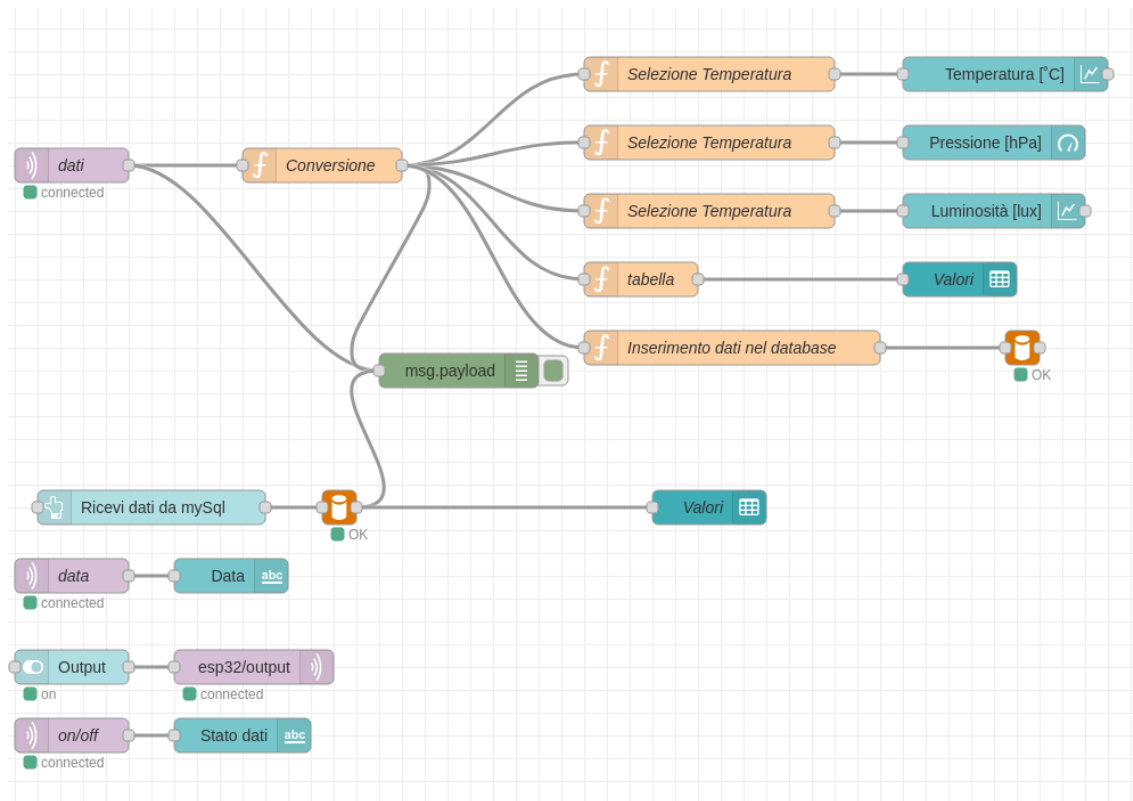 Selezione Temperatura
Temperatura [°C]
Selezione Temperatura
Pressione [hPa]
dati
Conversione
connected
Selezione Temperatura
Luminosità [lux]
tabella
Valori
Inserimento dati nel database
msg.payload
OK
Ricevi dati da mySql
Valori
OK
data
Data
abc
connected
Output
esp32/output
on
connected
on/off
Stato dati
abc
connected